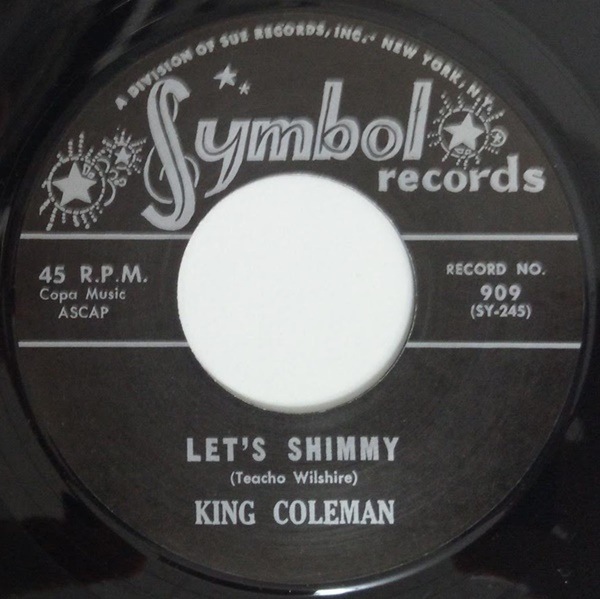 A DIVISION OF SUE RECORDS, INC. - NEW YORK, N.Y.
Symbol
records
45 R.P.M.
Copa Music
ASCAP
RECORD NO.
909
(SY-245)
LET'S SHIMMY
(Teacho Wilshire)
KING COLEMAN